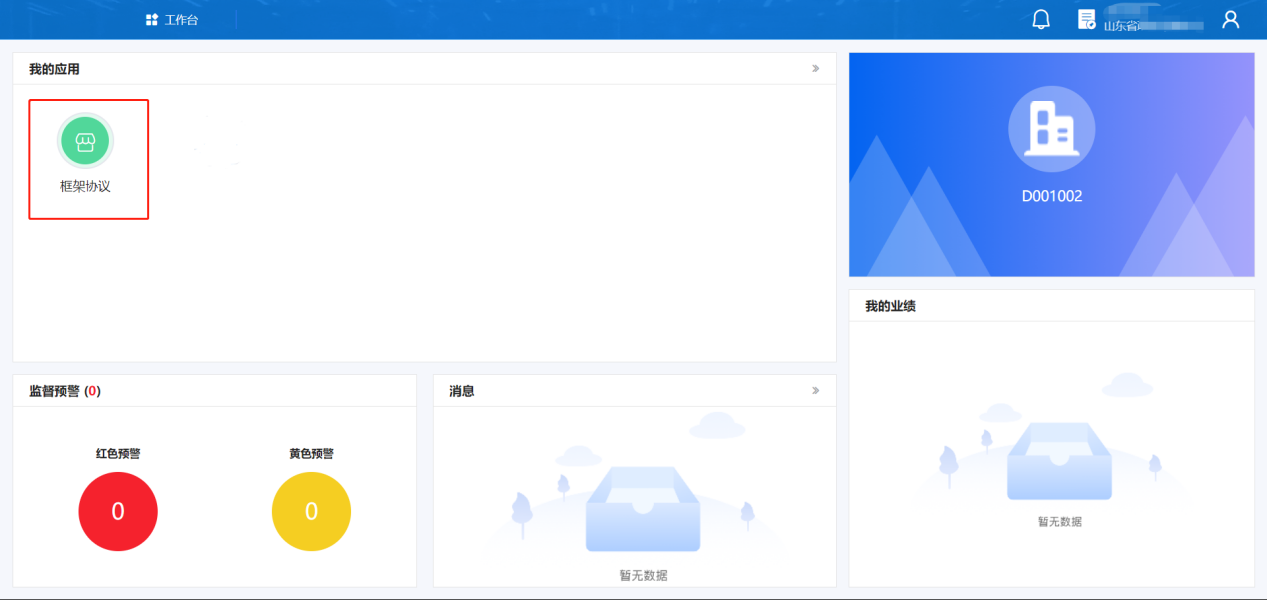 工作台
山东省
我的应用
框架协议
D001002
我的业绩
暂无数据
监督预警 (0)
红色预警
黄色预警
0
0
消息
暂无数据